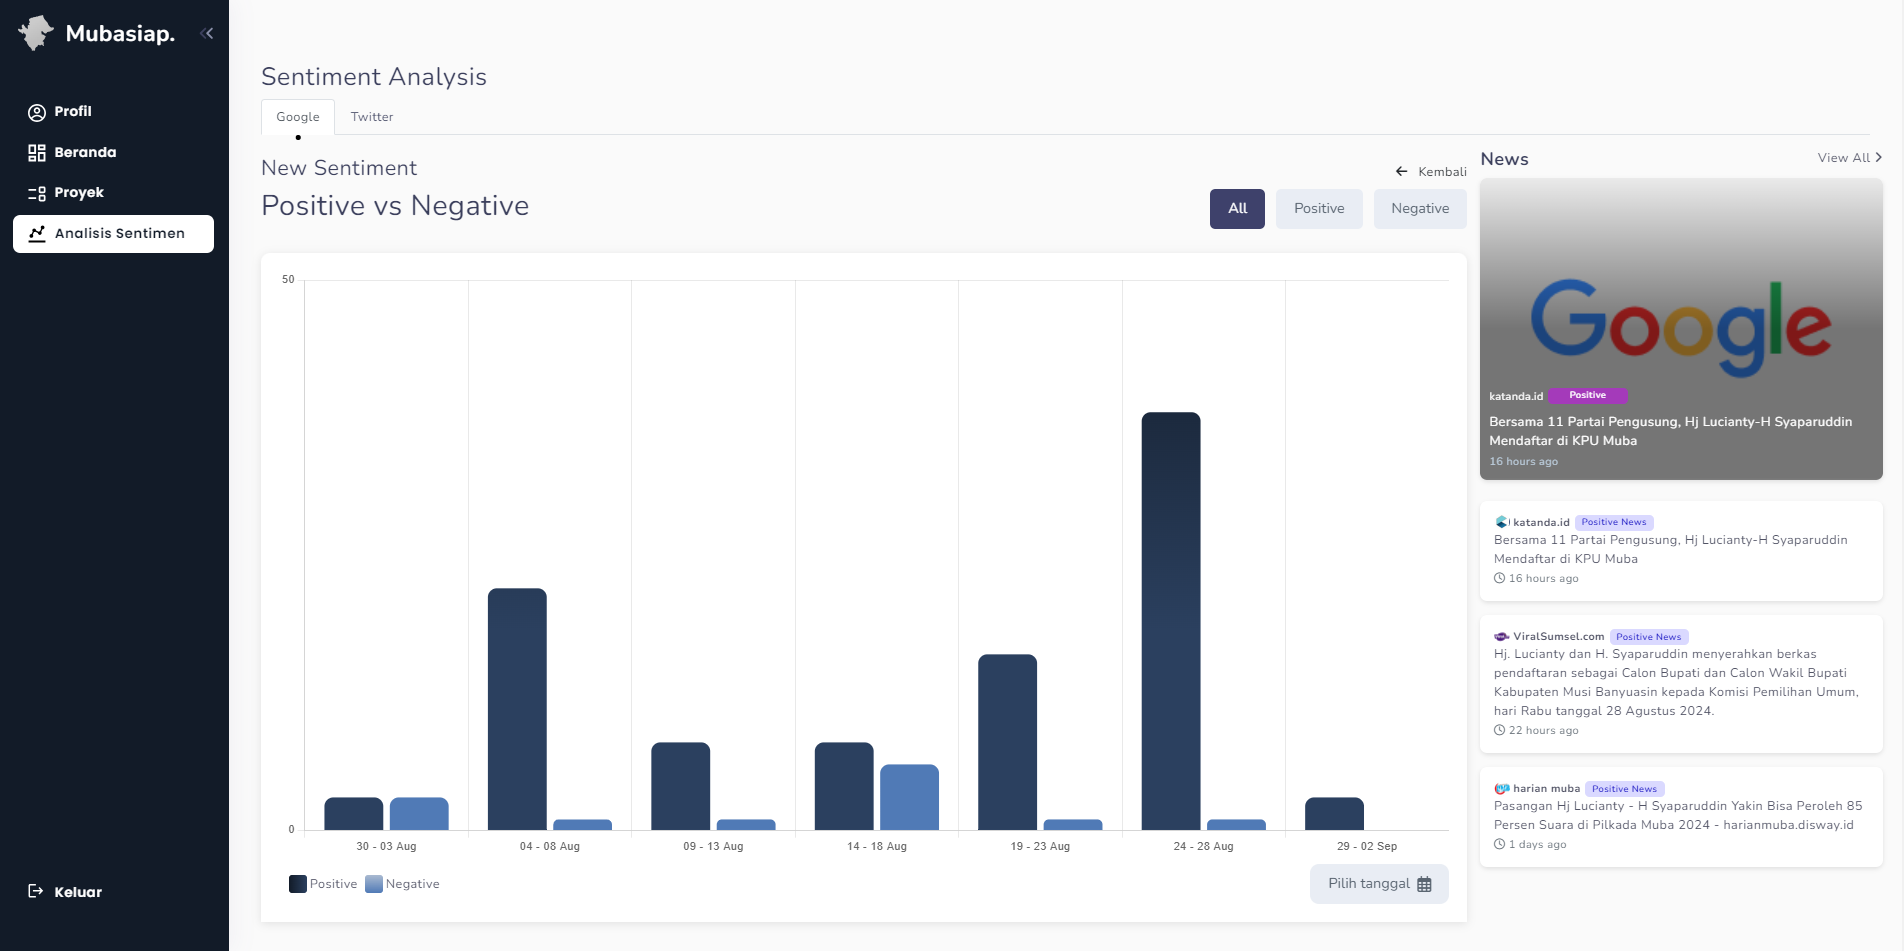 Mubasiap.
Profil
Beranda
Proyek
Analisis Sentimen
Keluar
Sentiment Analysis
Google
Twitter
New Sentiment
Kembali
Positive vs Negative
All
Positive
Negative
50
0
30 - 03 Aug
04 - 08 Aug
09 - 13 Aug
14 - 18 Aug
19 - 23 Aug
24 - 28 Aug
29 - 02 Sep
Positive
Negative
Pilih tanggal
News
View All
Google
katanda.id
Positive
Bersama 11 Partai Pengusung, Hj Lucianty-H Syaparuddin
Mendaftar di KPU Muba
16 hours ago
katanda.id
Positive News
Bersama 11 Partai Pengusung, Hj Lucianty-H Syaparuddin
Mendaftar di KPU Muba
16 hours ago
ViralSumsel.com
Positive News
Hj. Lucianty dan H. Syaparuddin menyerahkan berkas
pendaftaran sebagai Calon Bupati dan Calon Wakil Bupati
Kabupaten Musi Banyuasin kepada Komisi Pemilihan Umum,
hari Rabu tanggal 28 Agustus 2024.
22 hours ago
harian muba
Positive News
Pasangan Hj Lucianty - H Syaparuddin Yakin Bisa Peroleh 85
Persen Suara di Pilkada Muba 2024 - harianmuba.disway.id
1 days ago